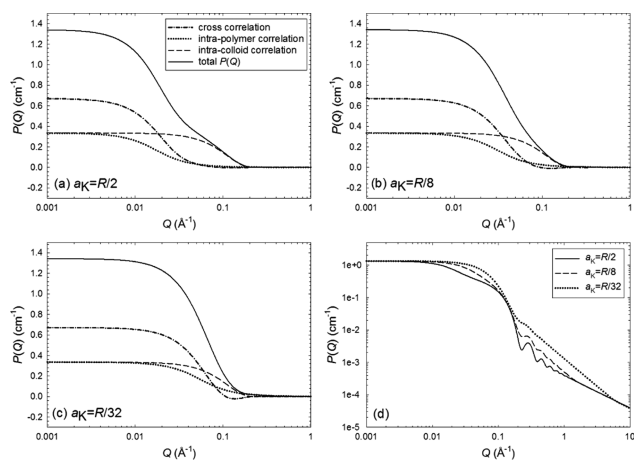 cross correlation
intra-polymer correlation
intra-colloid correlation
total P(Q)
P(Q) (cm⁻¹)
1.4
1.2
1.0
0.8
0.6
0.4
0.2
0.0
-0.2
(a) aK=R/2
0.001 0.01 0.1 1
Q (Å⁻¹)
P(Q) (cm⁻¹)
1.4
1.2
1.0
0.8
0.6
0.4
0.2
0.0
-0.2
(b) aK=R/8
0.001 0.01 0.1 1
Q (Å⁻¹)
P(Q) (cm⁻¹)
1.4
1.2
1.0
0.8
0.6
0.4
0.2
0.0
-0.2
(c) aK=R/32
0.001 0.01 0.1 1
Q (Å⁻¹)
aK=R/2
aK=R/8
aK=R/32
P(Q) (cm⁻¹)
1e+0
1e-1
1e-2
1e-3
1e-4
1e-5
(d)
0.001 0.01 0.1 1 10
Q (Å⁻¹)